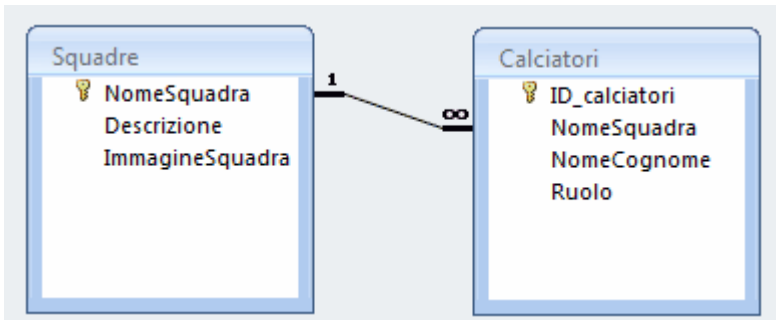 Squadre
NomeSquadra
Descrizione
ImmagineSquadra
1
∞
Calciatori
ID_calciatori
NomeSquadra
NomeCognome
Ruolo